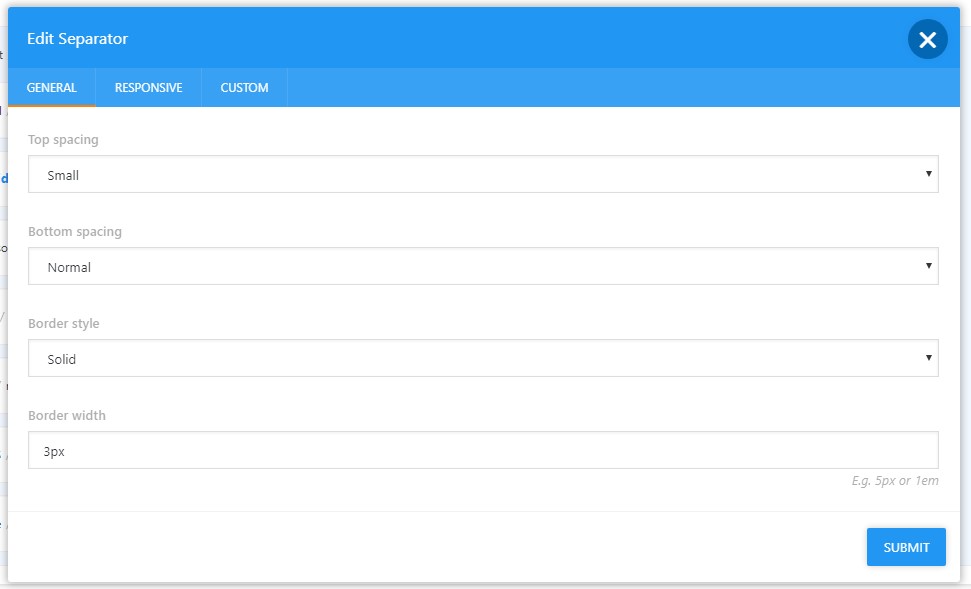 Edit Separator
GENERAL RESPONSIVE CUSTOM
Top spacing
Small
Bottom spacing
Normal
Border style
Solid
Border width
3px
E.g. 5px or 1em
SUBMIT